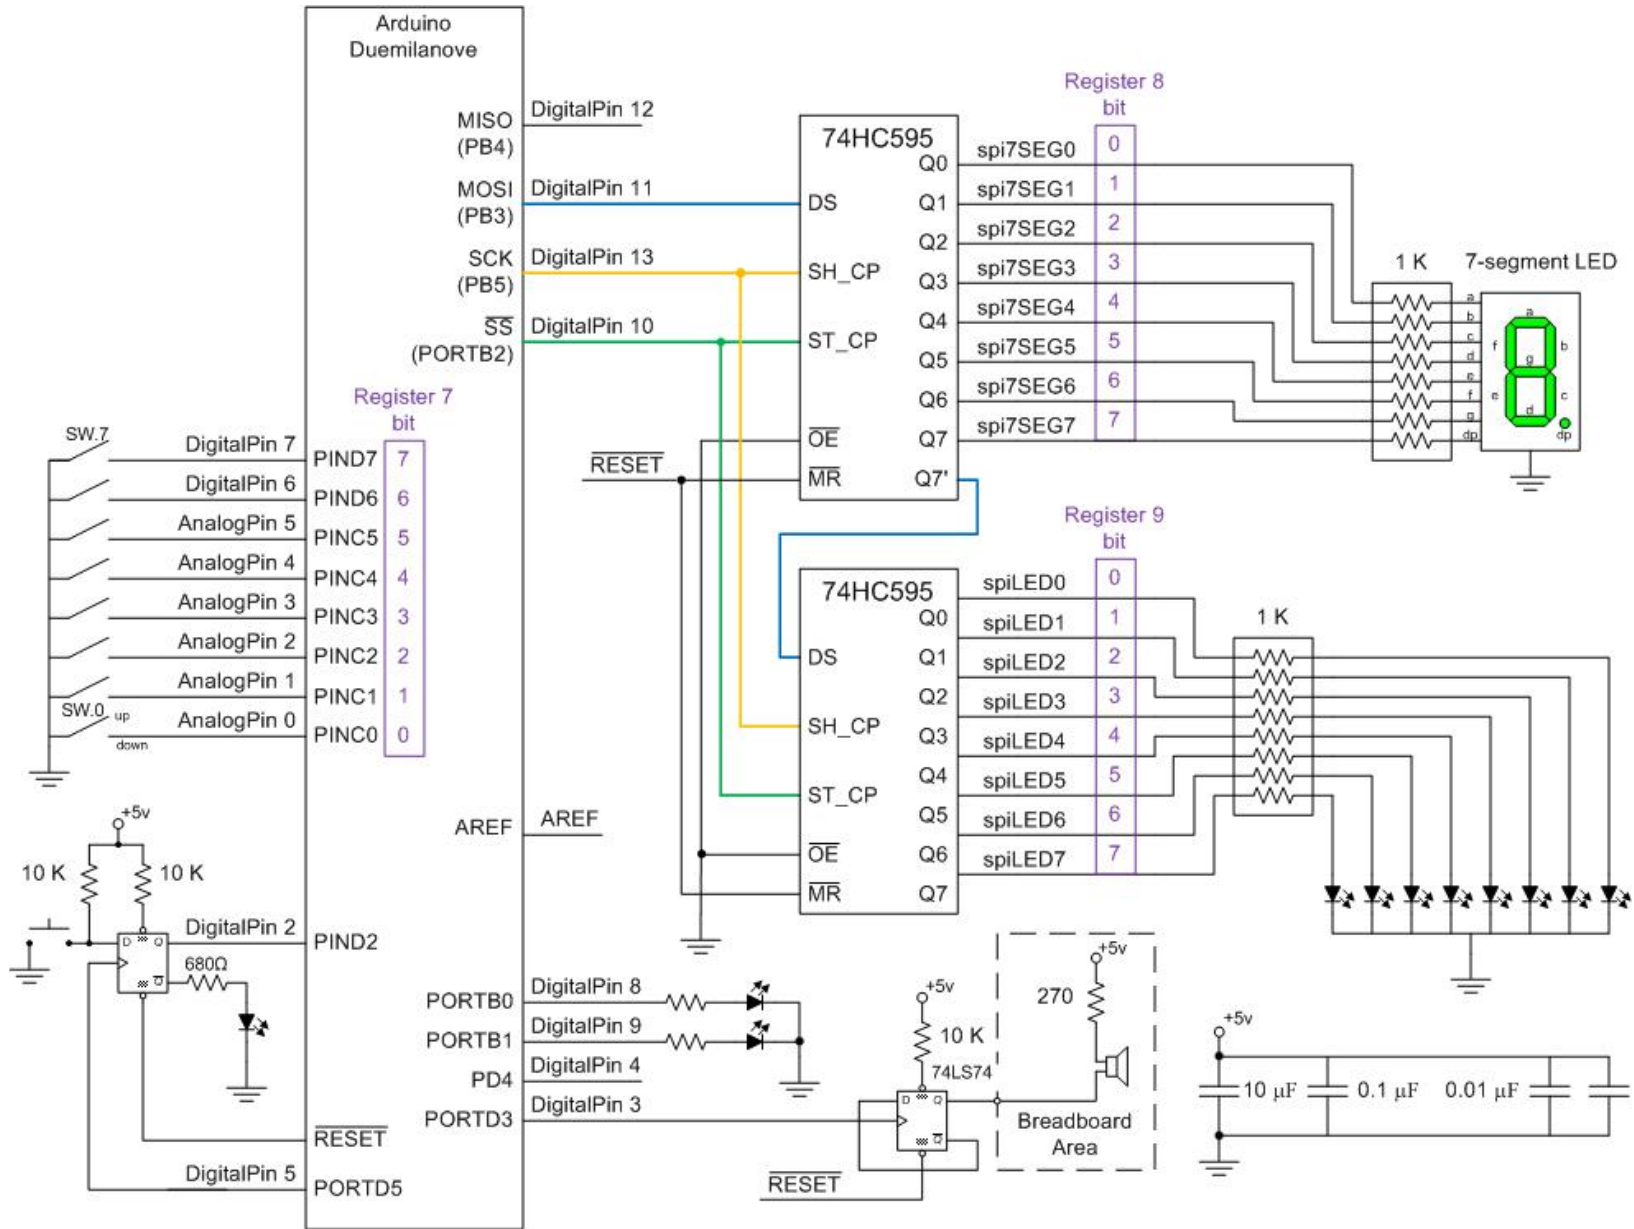 Arduino
Duemilanove
MISO
(PB4)
DigitalPin 12
MOSI
(PB3)
DigitalPin 11
SCK
(PB5)
DigitalPin 13
SS
(PORTB2)
DigitalPin 10
74HC595
DS
SH_CP
ST_CP
OE
MR
RESET
Q0
Q1
Q2
Q3
Q4
Q5
Q6
Q7
Q7'
Register 8
bit
spi7SEG0 0
spi7SEG1 1
spi7SEG2 2
spi7SEG3 3
spi7SEG4 4
spi7SEG5 5
spi7SEG6 6
spi7SEG7 7
1 K
7-segment LED
a
b
c
d
e
f
g
dp
a
f b
g
e c
d
dp
Register 7
bit
SW.7
DigitalPin 7 PIND7 7
DigitalPin 6 PIND6 6
AnalogPin 5 PINC5 5
AnalogPin 4 PINC4 4
AnalogPin 3 PINC3 3
AnalogPin 2 PINC2 2
AnalogPin 1 PINC1 1
SW.0 up
down
AnalogPin 0 PINC0 0
74HC595
DS
SH_CP
ST_CP
OE
MR
Q0
Q1
Q2
Q3
Q4
Q5
Q6
Q7
Register 9
bit
spiLED0 0
spiLED1 1
spiLED2 2
spiLED3 3
spiLED4 4
spiLED5 5
spiLED6 6
spiLED7 7
1 K
AREF AREF
+5v
10 K 10 K
D Q
Q
DigitalPin 2 PIND2
680Ω
RESET
DigitalPin 5 PORTD5
PORTB0 DigitalPin 8
PORTB1 DigitalPin 9
PD4 DigitalPin 4
PORTD3 DigitalPin 3
+5v
10 K
74LS74
D Q
Q
RESET
+5v
270
Breadboard
Area
+5v
10 µF 0.1 µF 0.01 µF